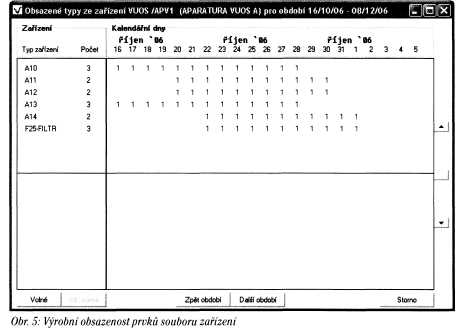 Obsazené typy ze zařízení VUOS /APV1 (APARATURA VUOS A) pro období 16/10/06 - 08/12/06
Zařízení Kalendářní dny
říjen `06 říjen `06 říjen `06
Typ zařízení Počet 16 17 18 19 20 21 22 23 24 25 26 27 28 29 30 31 1 2 3 4 5
A10 3 1 1 1 1 1 1 1 1 1 1 1 1 1
A11 2 1 1 1 1 1 1 1 1 1 1 1
A12 2 1 1 1 1 1 1 1 1 1 1 1
A13 3 1 1 1 1 1 1 1 1 1 1 1 1 1
A14 2 1 1 1 1 1 1 1 1 1 1 1
F25-FILTR 3 1 1 1 1 1 1 1 1 1 1 1
Volné Zpět období Další období Storno
Obr. 5: Výrobní obsazenost prvků souboru zařízení